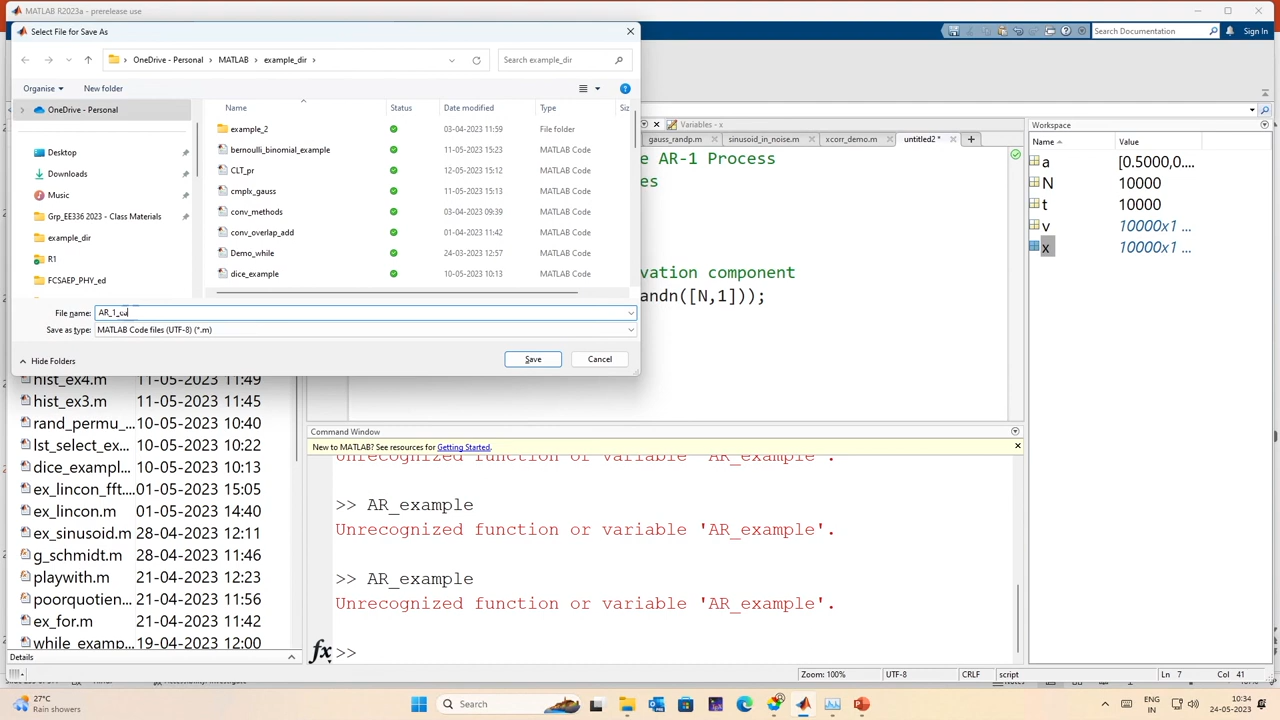 MATLAB R2023a - prerelease use
Select File for Save As
OneDrive - Personal › MATLAB › example_dir ›
Search example_dir
Search Documentation
Sign In
Organise
New folder
OneDrive - Personal
Desktop
Downloads
Music
Grp_EE336 2023 - Class Materials
example_dir
R1
FCSAEP_PHY_ed
Name Status Date modified Type Siz
example_2 03-04-2023 11:59 File folder
bernoulli_binomial_example 11-05-2023 15:23 MATLAB Code
CLT_pr 12-05-2023 15:12 MATLAB Code
cmplx_gauss 11-05-2023 15:13 MATLAB Code
conv_methods 03-04-2023 09:39 MATLAB Code
conv_overlap_add 01-04-2023 11:42 MATLAB Code
Demo_while 24-03-2023 12:57 MATLAB Code
dice_example 10-05-2023 10:13 MATLAB Code
File name: AR_1_ca
Save as type: MATLAB Code files (UTF-8) (*.m)
Hide Folders
Save
Cancel
Variables - x
gauss_randp.m sinusoid_in_noise.m xcorr_demo.m untitled2 *
e AR-1 Process
es
vation component
andn([N,1]));
Workspace
Name Value
a [0.5000,0....
N 10000
t 10000
v 10000x1 ...
x 10000x1 ...
hist_ex4.m 11-05-2023 11:49
hist_ex3.m 11-05-2023 11:45
rand_permu_... 10-05-2023 10:40
lst_select_ex... 10-05-2023 10:22
dice_exampl... 10-05-2023 10:13
ex_lincon_fft... 01-05-2023 15:05
ex_lincon.m 01-05-2023 14:40
ex_sinusoid.m 28-04-2023 12:11
g_schmidt.m 28-04-2023 11:46
playwith.m 21-04-2023 12:23
poorquotien... 21-04-2023 11:56
ex_for.m 21-04-2023 11:42
while_examp... 19-04-2023 12:00
Details
Command Window
New to MATLAB? See resources for Getting Started.
Unrecognized function or variable 'AR_example'.
>> AR_example
Unrecognized function or variable 'AR_example'.
>> AR_example
Unrecognized function or variable 'AR_example'.
fx >>
Zoom: 100% UTF-8 CRLF script Ln 7 Col 41
27°C
Rain showers
Search
ENG
IN
10:34
24-05-2023